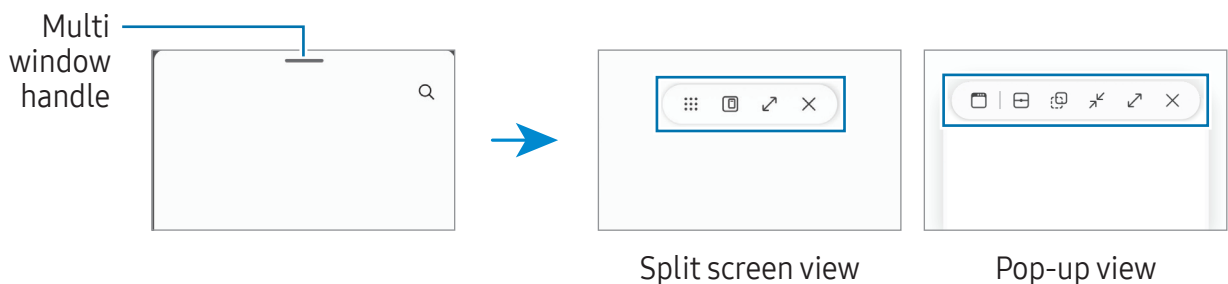 Multi
window
handle
Split screen view
Pop-up view